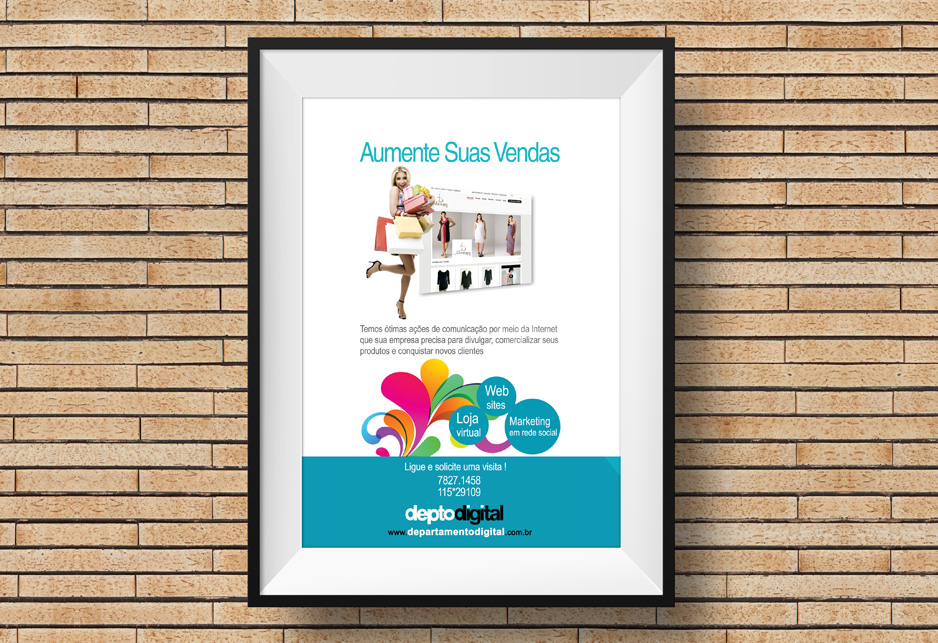 Aumente Suas Vendas
Temos ótimas ações de comunicação por meio da Internet
que sua empresa precisa para divulgar, comercializar seus
produtos e conquistar novos clientes
Web
sites
Loja
virtual
Marketing
em rede social
Ligue e solicite uma visita !
7827.1458
115*29109
deptodigital
www.departamentodigital.com.br